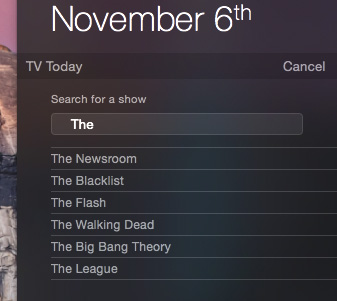 November 6th
TV Today Cancel
Search for a show
The
The Newsroom
The Blacklist
The Flash
The Walking Dead
The Big Bang Theory
The League